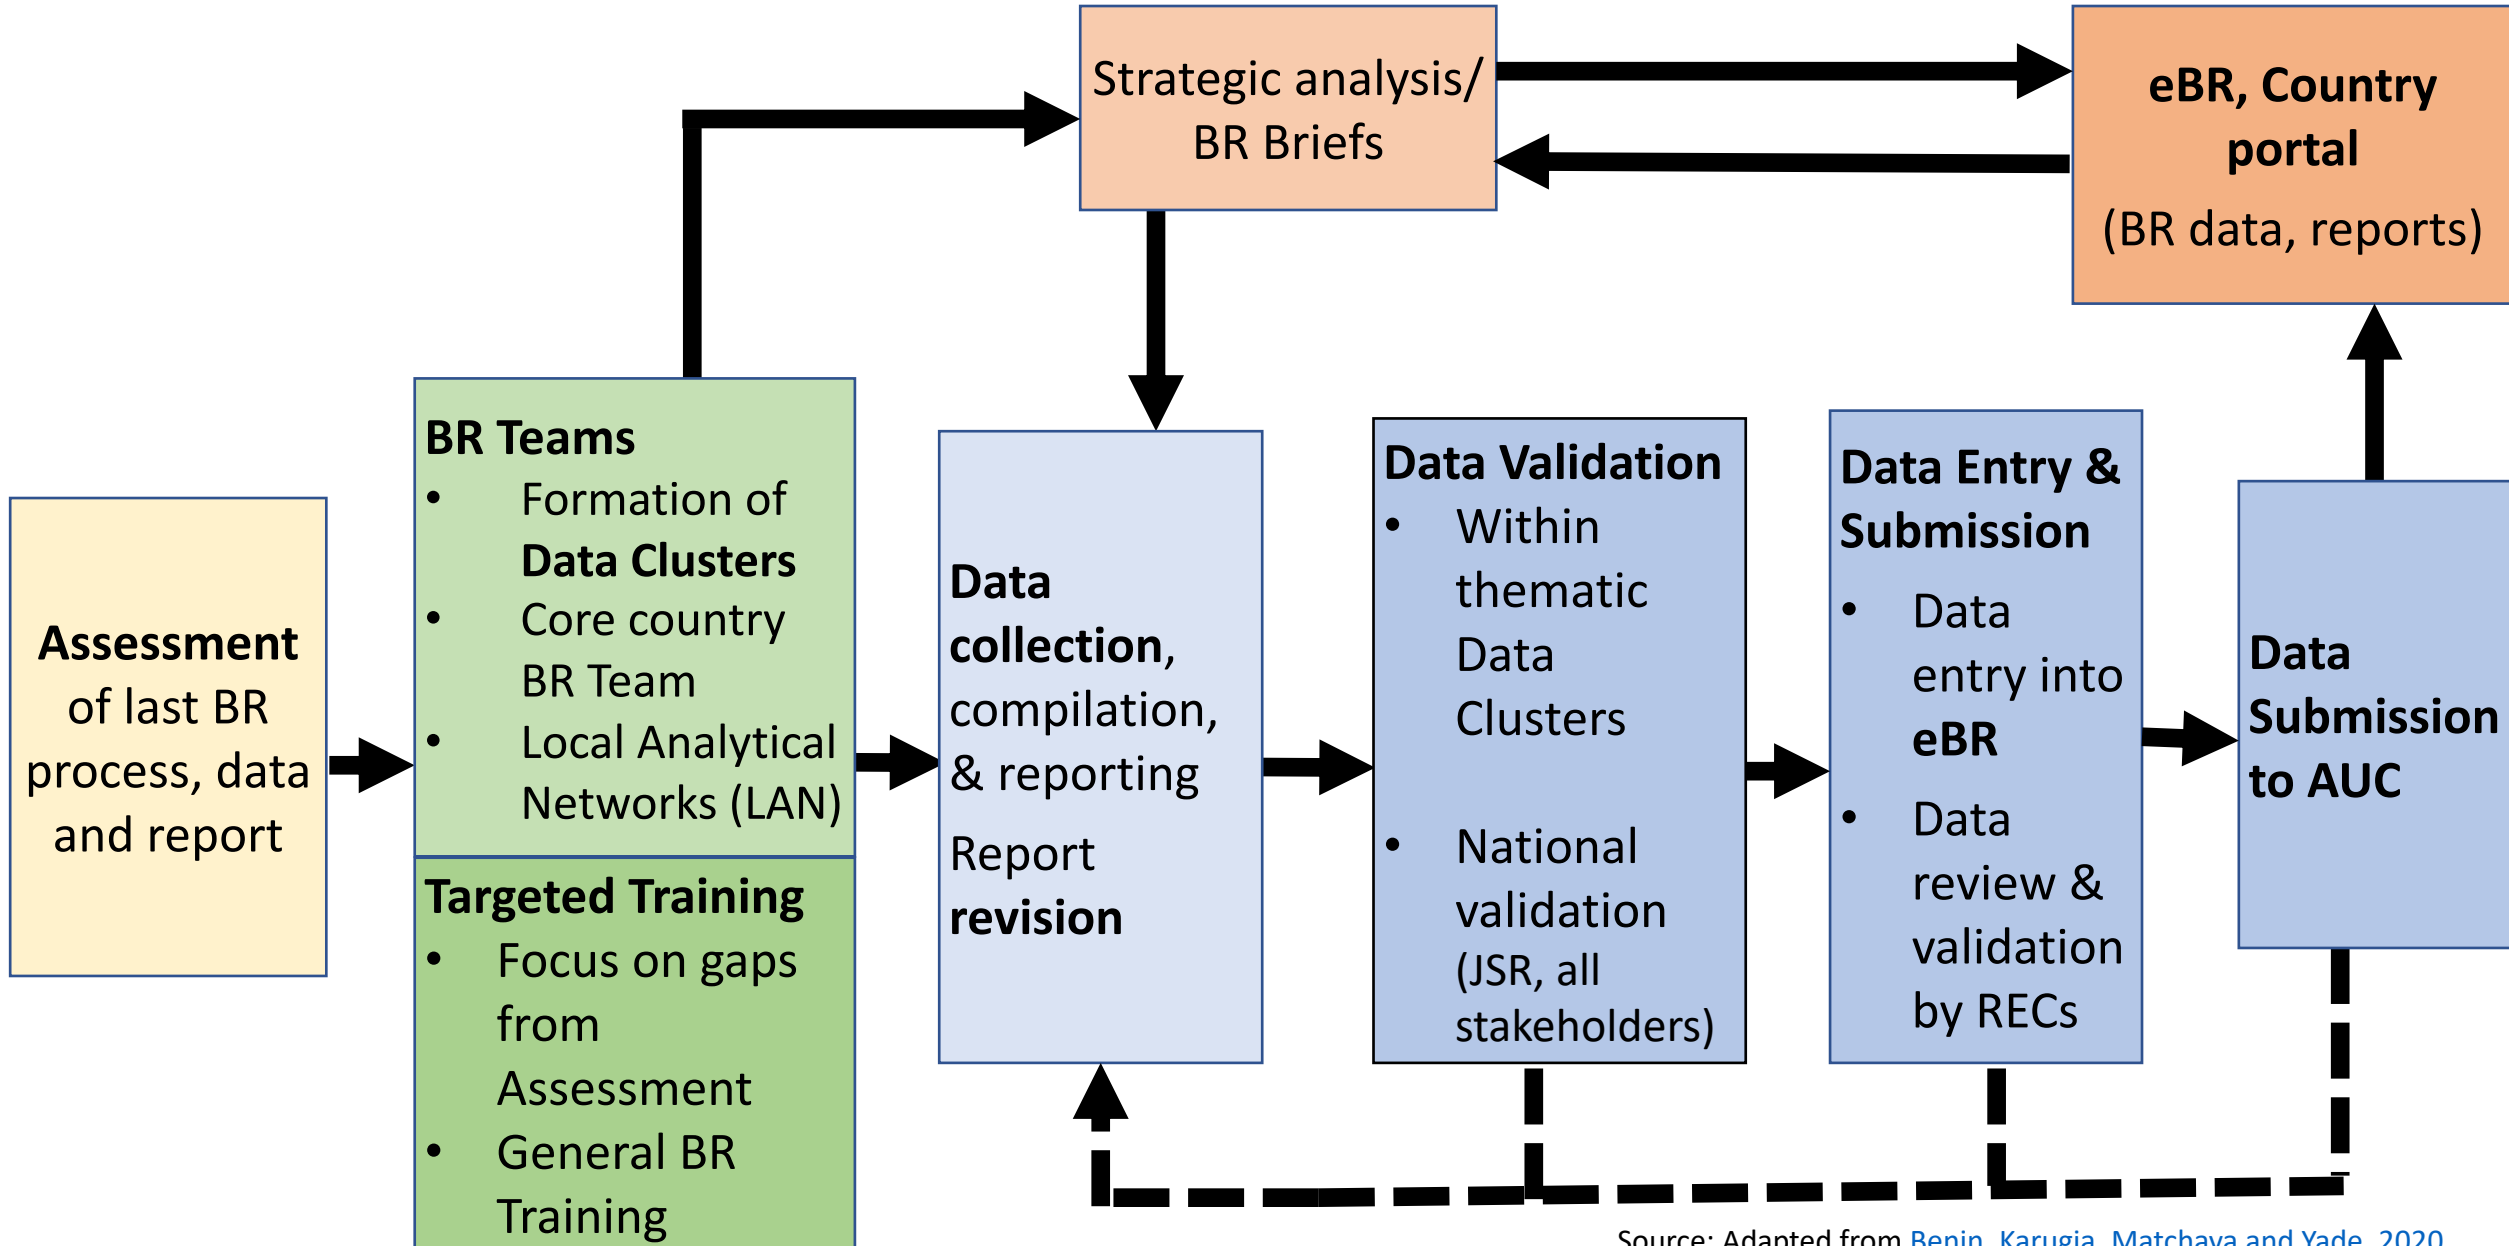 Strategic analysis/
BR Briefs
eBR, Country
portal
(BR data, reports)
Assessment
of last BR
process, data
and report
BR Teams
• Formation of
Data Clusters
• Core country
BR Team
• Local Analytical
Networks (LAN)
Targeted Training
• Focus on gaps
from
Assessment
• General BR
Training
Data
collection,
compilation,
& reporting
Report
revision
Data Validation
• Within
thematic
Data
Clusters
• National
validation
(JSR, all
stakeholders)
Data Entry &
Submission
• Data
entry into
eBR
• Data
review &
validation
by RECs
Data
Submission
to AUC
Source: Adapted from Benin, Karugia, Matchaya and Yade, 2020